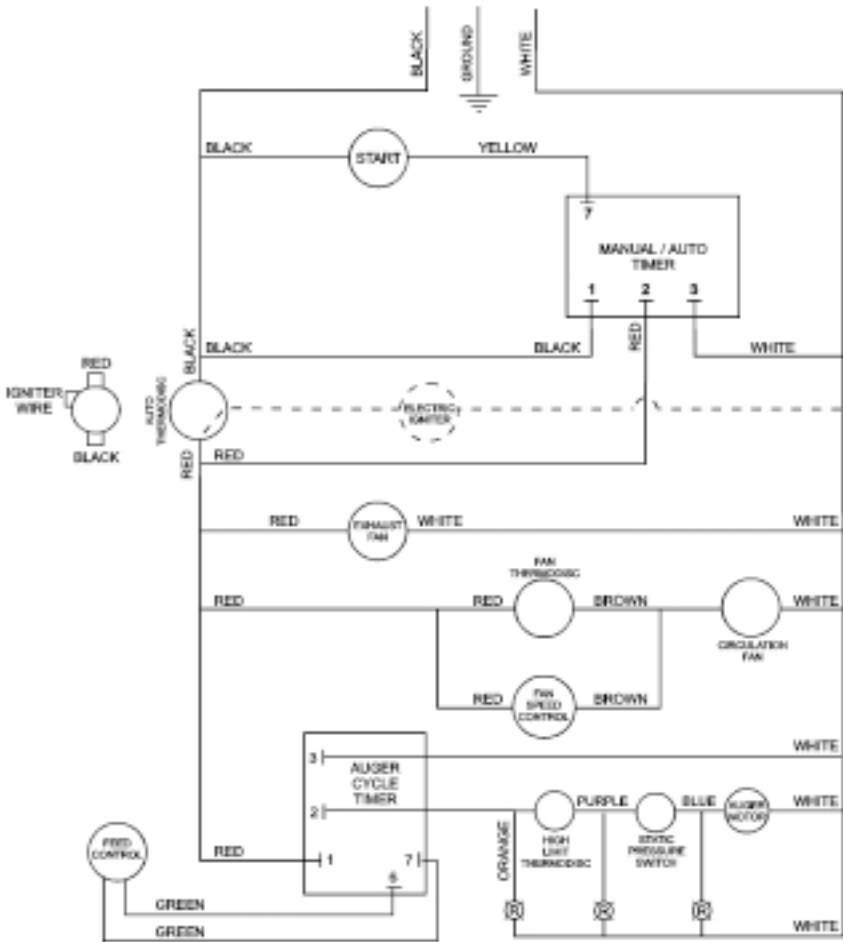 BLACK
GROUND
WHITE
BLACK
START
YELLOW
7
MANUAL / AUTO
TIMER
1 2 3
BLACK
BLACK
BLACK
RED
WHITE
RED
IGNITER
WIRE
BLACK
AUTO
THERMODISC
ELECTRIC
IGNITER
RED
RED
RED
EXHAUST
FAN
WHITE
WHITE
FAN
THERMODISC
RED
RED
BROWN
WHITE
CIRCULATION
FAN
RED
FAN
SPEED
CONTROL
BROWN
WHITE
3
AUGER
CYCLE
TIMER
2
PURPLE
BLUE
AUGER
MOTOR
WHITE
ORANGE
HIGH
LIMIT
THERMODISC
STATIC
PRESSURE
SWITCH
FEED
CONTROL
RED
1
7
6
GREEN
GREEN
R
R
R
WHITE